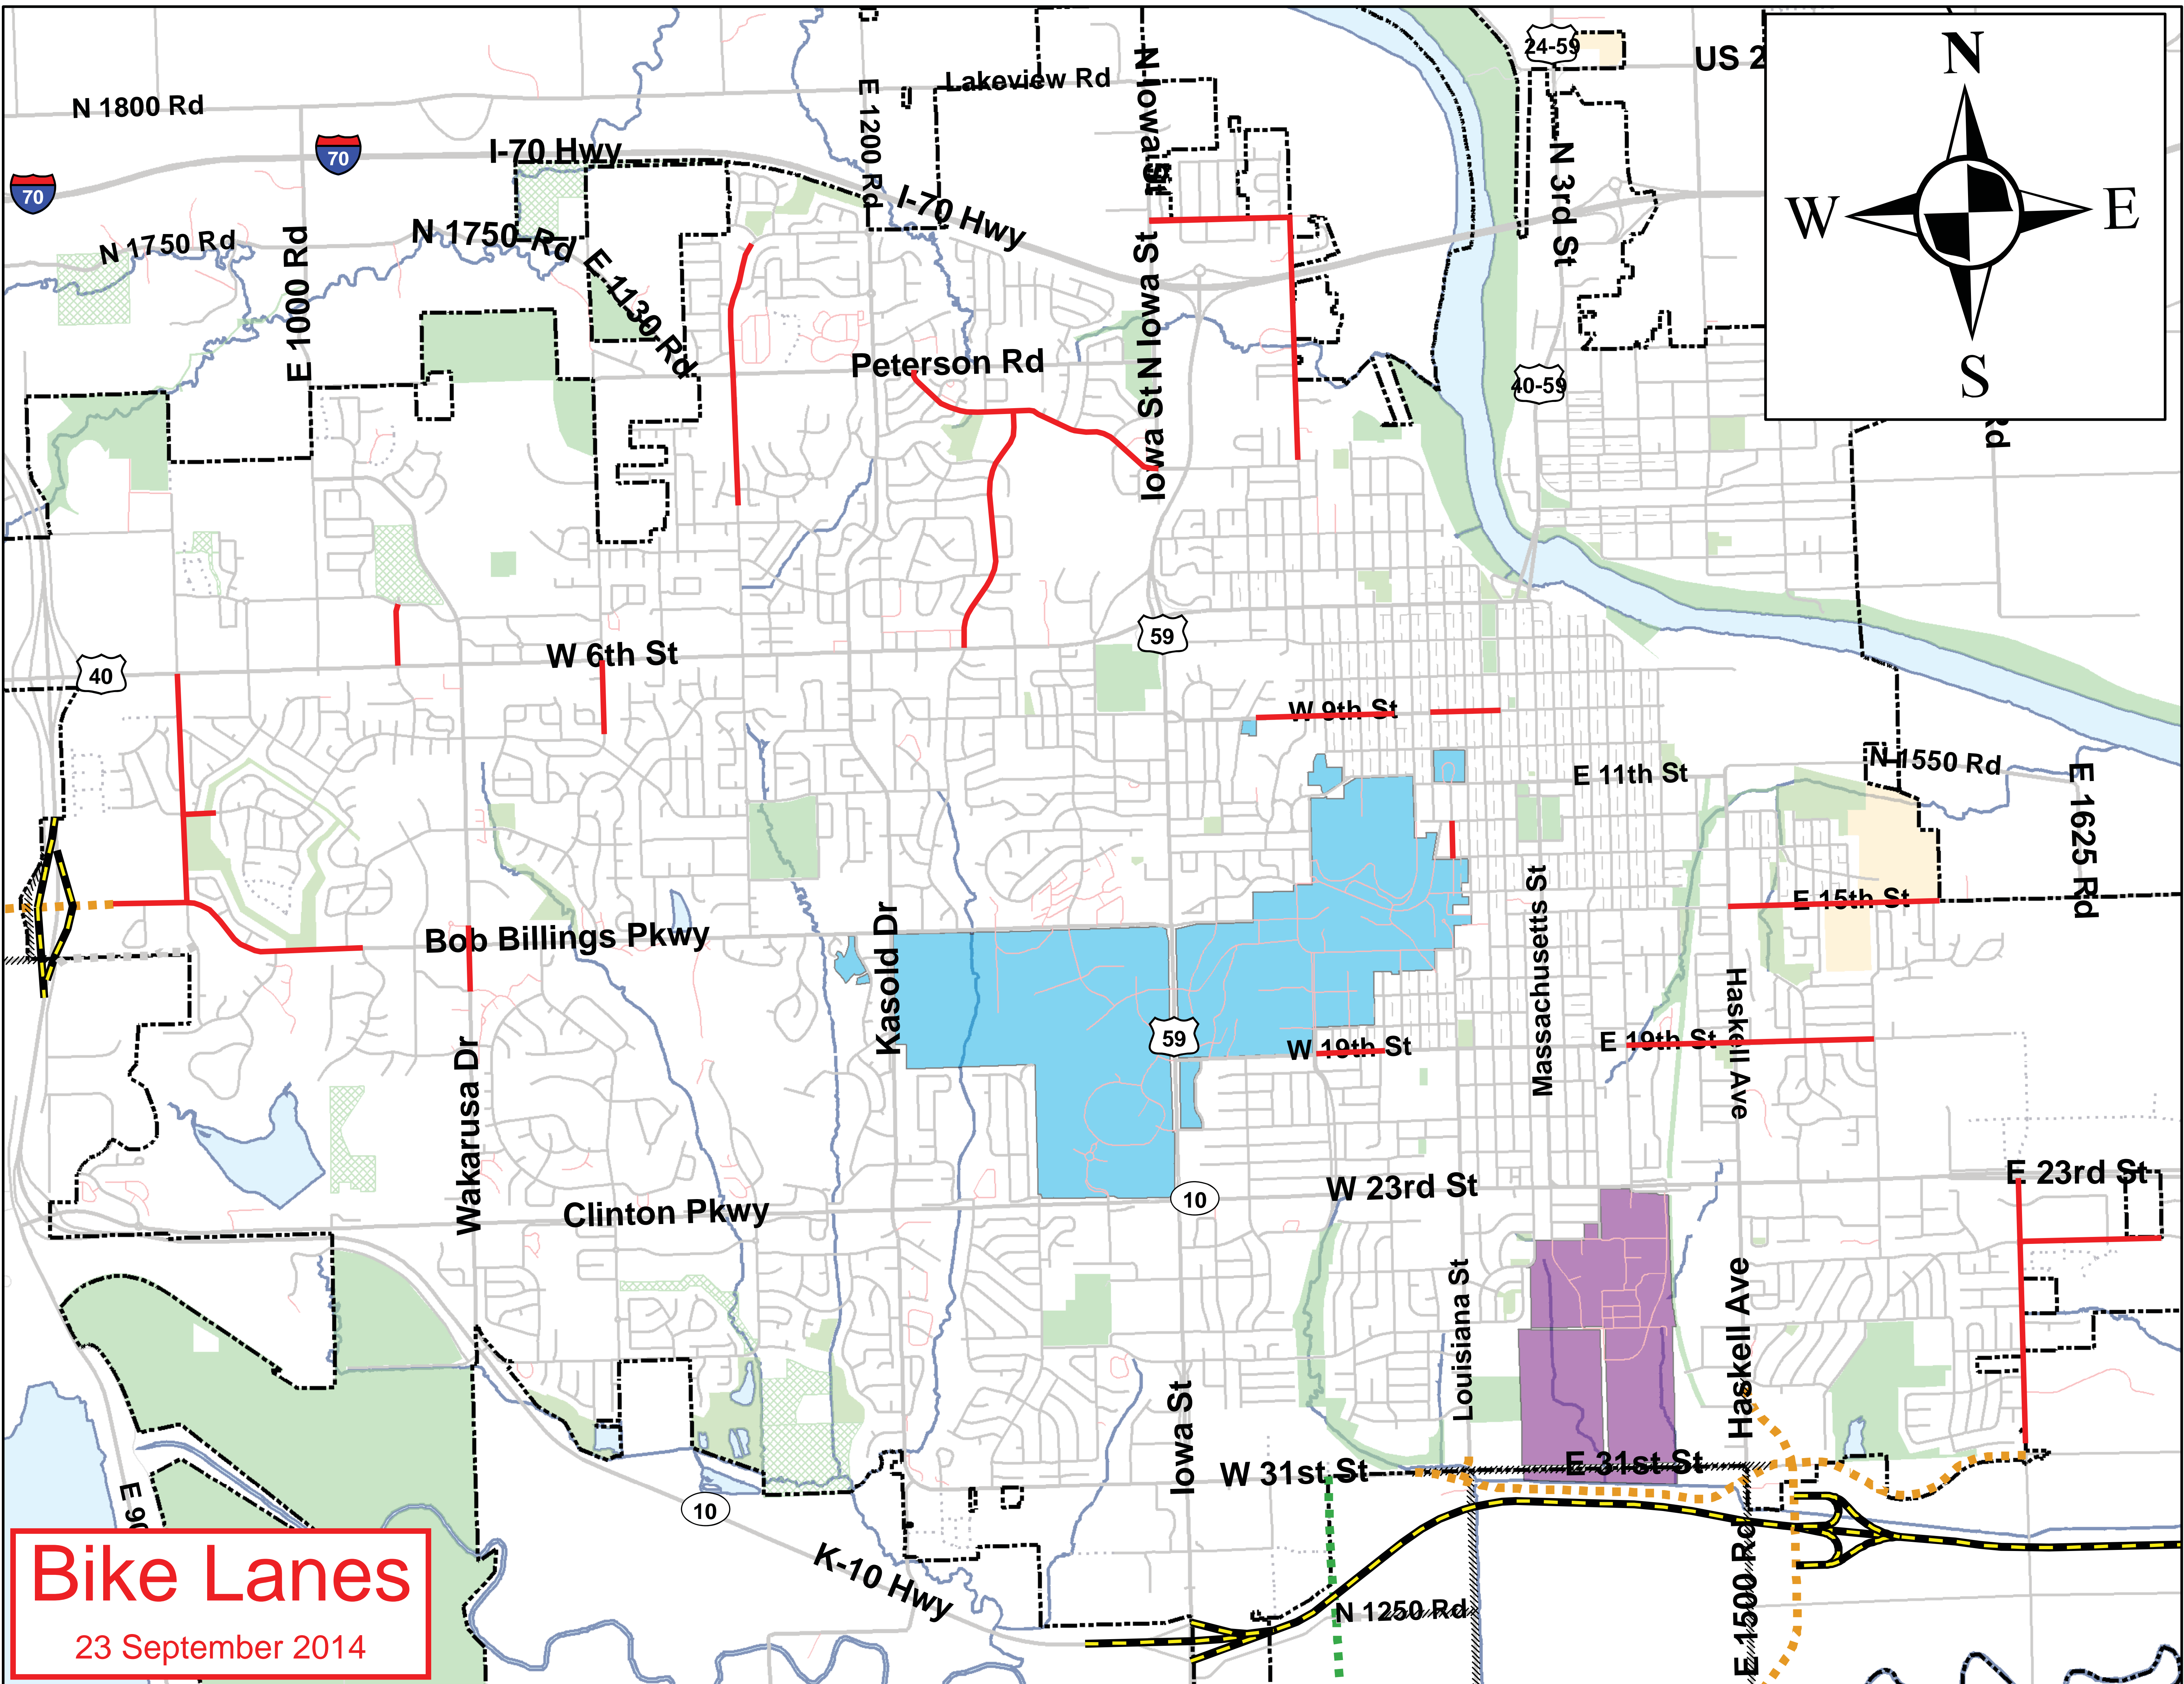 24-59
US 2
N
W
E
S
Lakeview Rd
N 1800 Rd
E 1200 Rd
N Iowa St
70
I-70 Hwy
70
N 3rd St
I-70 Hwy
N 1750 Rd
N 1750 Rd
E 1000 Rd
E 1130 Rd
Iowa St N Iowa St
Peterson Rd
40-59
Rd
W 6th St
59
40
W 9th St
E 11th St
N 1550 Rd
E 1625 Rd
E 15th St
Bob Billings Pkwy
Kasold Dr
Massachusetts St
Haskell Ave
59
W 19th St
E 19th St
Wakarusa Dr
E 23rd St
W 23rd St
10
Clinton Pkwy
Louisiana St
Haskell Ave
Iowa St
W 31st St
E 31st St
10
K-10 Hwy
N 1250 Rd
E 1500 Rd
Bike Lanes
23 September 2014